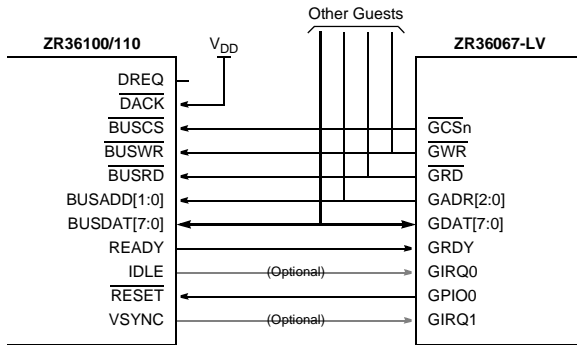 Other Guests
ZR36100/110 VDD ZR36067-LV
DREQ
DACK
BUSCS GCSn
BUSWR GWR
BUSRD GRD
BUSADD[1:0] GADR[2:0]
BUSDAT[7:0] GDAT[7:0]
READY GRDY
IDLE (Optional) GIRQ0
RESET GPIO0
VSYNC (Optional) GIRQ1